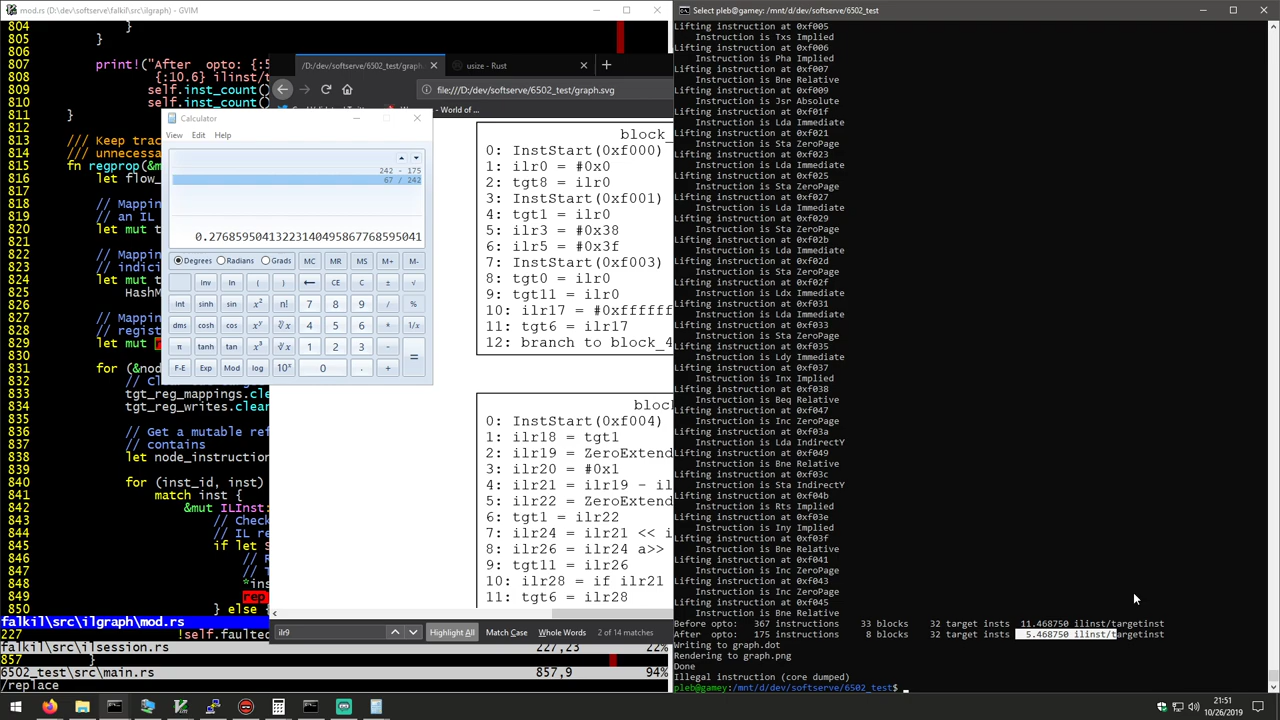 mod.rs (D:\dev\softserve\falkil\src\ilgraph) - GVIM
804 }
805 }
807 print!("After opto: {:5
808 {:10.6} ilinst/t
809 self.inst_count()
810 self.inst_count()
811 }
813 /// Keep trac
814 /// unnecessa
815 fn regprop(&m
816 let flow_
818 // Mappin
819 // an IL
820 let mut t
822 // Mappin
823 // indici
824 let mut t
825 HashM
827 // Mappin
828 // regist
829 let mut
830
831 for (&nod
832 // Cl
833 tgt_reg_mappings.cle
834 tgt_reg_writes.clear
836 // Get a mutable ref
837 // contains
838 let node_instruction
840 for (inst_id, inst)
841 match inst {
842 &mut ILInst:
843 // Check
844 // IL re
845 if let S
846 // R
847 // T
848 *ins
849 rep
850 } else {
falkil\src\ilgraph\mod.rs
227 !self.faulted
ilsession.rs 227,23 22%
857 }
6502_test\src\main.rs 857,9 94%
/replace
/D:/dev/softserve/6502_test/graph
usize - Rust
file:///D:/dev/softserve/6502_test/graph.svg
- World of ...
block_
0: InstStart(0xf000)
1: ilr0 = #0x0
2: tgt8 = ilr0
3: InstStart(0xf001)
4: tgt1 = ilr0
5: ilr3 = #0x38
6: ilr5 = #0x3f
7: InstStart(0xf003)
8: tgt0 = ilr0
9: tgt11 = ilr0
10: ilr17 = #0xffffff
11: tgt6 = ilr17
12: branch to block_4
block
0: InstStart(0xf004)
1: ilr18 = tgt1
2: ilr19 = ZeroExtend
3: ilr20 = #0x1
4: ilr21 = ilr19 - il
5: ilr22 = ZeroExtend
6: tgt1 = ilr22
7: ilr24 = ilr21 << i
8: ilr26 = ilr24 a>>
9: tgt11 = ilr26
10: ilr28 = if ilr21
11: tgt6 = ilr28
ilr9
Highlight All Match Case Whole Words 2 of 14 matches
Calculator
View Edit Help
242 - 175
67 / 242
0.27685950413223140495867768595041
Degrees Radians Grads MC MR MS M+ M-
Inv ln ( ) ← CE C ± √
Int sinh sin x² n! 7 8 9 / %
dms cosh cos xʸ ʸ√x 4 5 6 * 1/x
π tanh tan x³ ³√x 1 2 3 - =
F-E Exp Mod log 10ˣ 0 . +
Select pleb@gamey: /mnt/d/dev/softserve/6502_test
Lifting instruction at 0xf005
Instruction is Txs Implied
Lifting instruction at 0xf006
Instruction is Pha Implied
Lifting instruction at 0xf007
Instruction is Bne Relative
Lifting instruction at 0xf009
Instruction is Jsr Absolute
Lifting instruction at 0xf01f
Instruction is Lda Immediate
Lifting instruction at 0xf021
Instruction is Sta ZeroPage
Lifting instruction at 0xf023
Instruction is Lda Immediate
Lifting instruction at 0xf025
Instruction is Sta ZeroPage
Lifting instruction at 0xf027
Instruction is Lda Immediate
Lifting instruction at 0xf029
Instruction is Sta ZeroPage
Lifting instruction at 0xf02b
Instruction is Lda Immediate
Lifting instruction at 0xf02d
Instruction is Sta ZeroPage
Lifting instruction at 0xf02f
Instruction is Ldx Immediate
Lifting instruction at 0xf031
Instruction is Lda Immediate
Lifting instruction at 0xf033
Instruction is Sta ZeroPage
Lifting instruction at 0xf035
Instruction is Ldy Immediate
Lifting instruction at 0xf037
Instruction is Inx Implied
Lifting instruction at 0xf038
Instruction is Beq Relative
Lifting instruction at 0xf047
Instruction is Inc ZeroPage
Lifting instruction at 0xf03a
Instruction is Lda IndirectY
Lifting instruction at 0xf049
Instruction is Bne Relative
Lifting instruction at 0xf03c
Instruction is Sta IndirectY
Lifting instruction at 0xf04b
Instruction is Rts Implied
Lifting instruction at 0xf03e
Instruction is Iny Implied
Lifting instruction at 0xf03f
Instruction is Bne Relative
Lifting instruction at 0xf041
Instruction is Inc ZeroPage
Lifting instruction at 0xf043
Instruction is Inc ZeroPage
Lifting instruction at 0xf045
Instruction is Bne Relative
Before opto: 367 instructions 33 blocks 32 target insts 11.468750 ilinst/targetinst
After opto: 175 instructions 8 blocks 32 target insts 5.468750 ilinst/targetinst
Writing to graph.dot
Rendering to graph.png
Done
Illegal instruction (core dumped)
pleb@gamey:/mnt/d/dev/softserve/6502_test$
21:51
10/26/2019